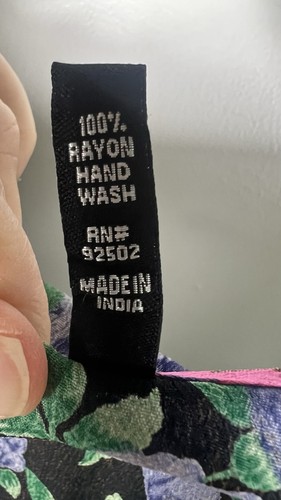 100%
RAYON
HAND
WASH
RN#
92502
MADE IN
INDIA